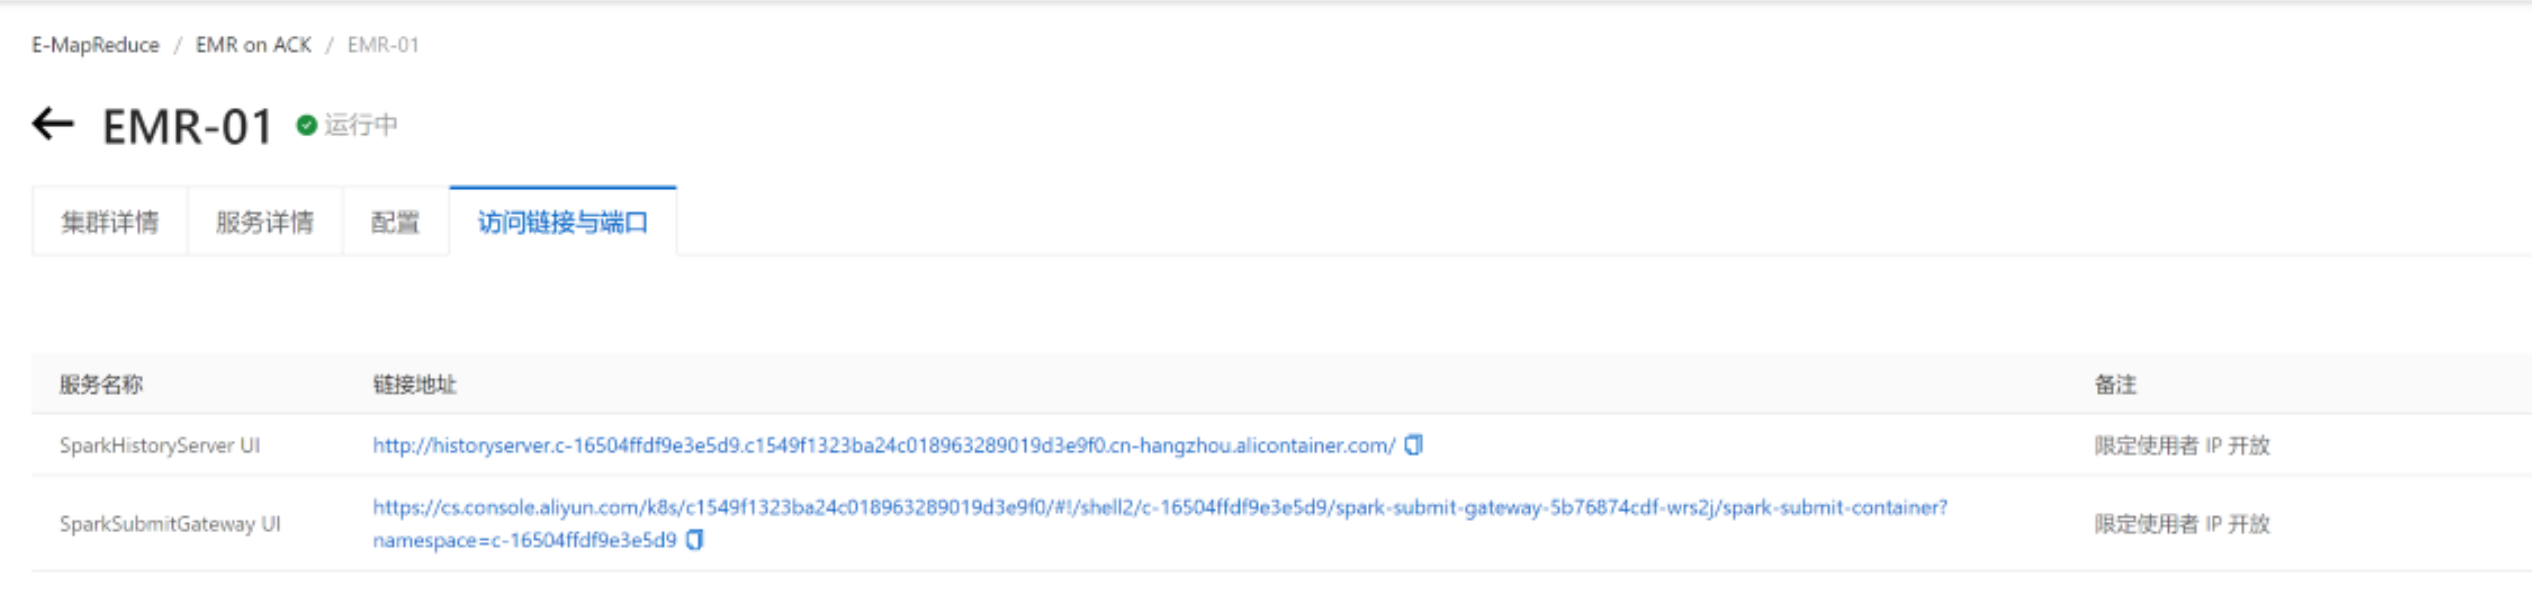 E-MapReduce / EMR on ACK / EMR-01
EMR-01 运行中
集群详情 服务详情 配置 访问链接与端口
服务名称 链接地址 备注
SparkHistoryServer UI http://historyserver.c-16504ffdf9e3e5d9.c1549f1323ba24c018963289019d3e9f0.cn-hangzhou.alicontainer.com/ 限定使用者 IP 开放
SparkSubmitGateway UI https://cs.console.aliyun.com/k8s/c1549f1323ba24c018963289019d3e9f0/#!/shell2/c-16504ffdf9e3e5d9/spark-submit-gateway-5b76874cdf-wrs2j/spark-submit-container?
namespace=c-16504ffdf9e3e5d9 限定使用者 IP 开放